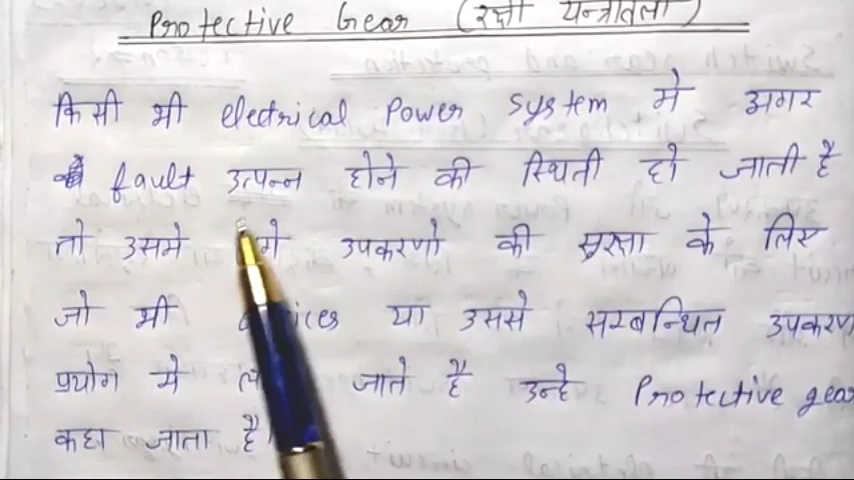 Protective Gear (रक्षी यन्त्रावली)
किसी भी electrical Power system मे अगर
fault उत्पन्न होने की स्थिती हो जाती है
तो उसमे उपकरणो की सुरक्षा के लिए
जो भी या उससे सम्बन्धित उपकरण
प्रयोग मे जाते है उन्हे Protective gear
कहा जाता है।